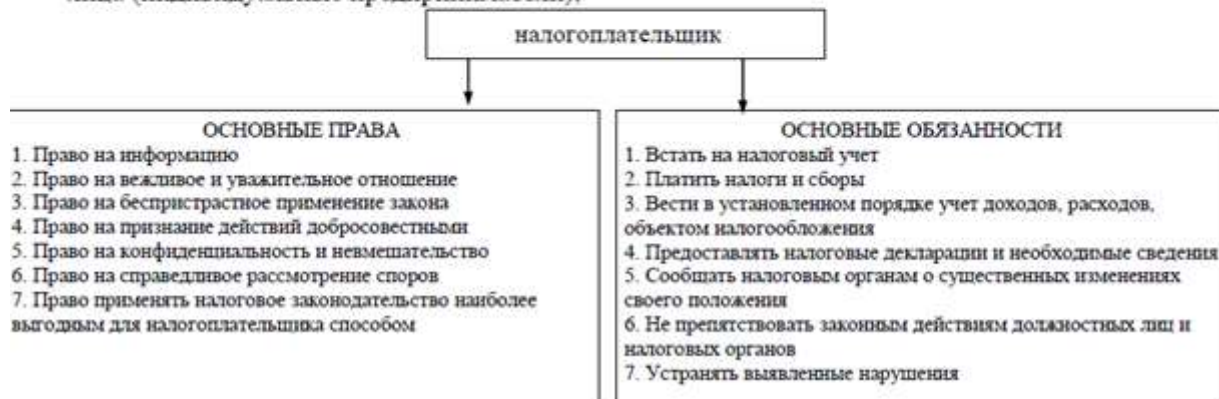 налогоплательщик
ОСНОВНЫЕ ПРАВА
1. Право на информацию
2. Право на вежливое и уважительное отношение
3. Право на беспристрастное применение закона
4. Право на признание действий добросовестными
5. Право на конфиденциальность и невмешательство
6. Право на справедливое рассмотрение споров
7. Право применять налоговое законодательство наиболее
выгодным для налогоплательщика способом
ОСНОВНЫЕ ОБЯЗАННОСТИ
1. Встать на налоговый учет
2. Платить налоги и сборы
3. Вести в установленном порядке учет доходов, расходов,
объектом налогообложения
4. Предоставлять налоговые декларации и необходимые сведения
5. Сообщать налоговым органам о существенных изменениях
своего положения
6. Не препятствовать законным действиям должностных лиц и
налоговых органов
7. Устранять выявленные нарушения